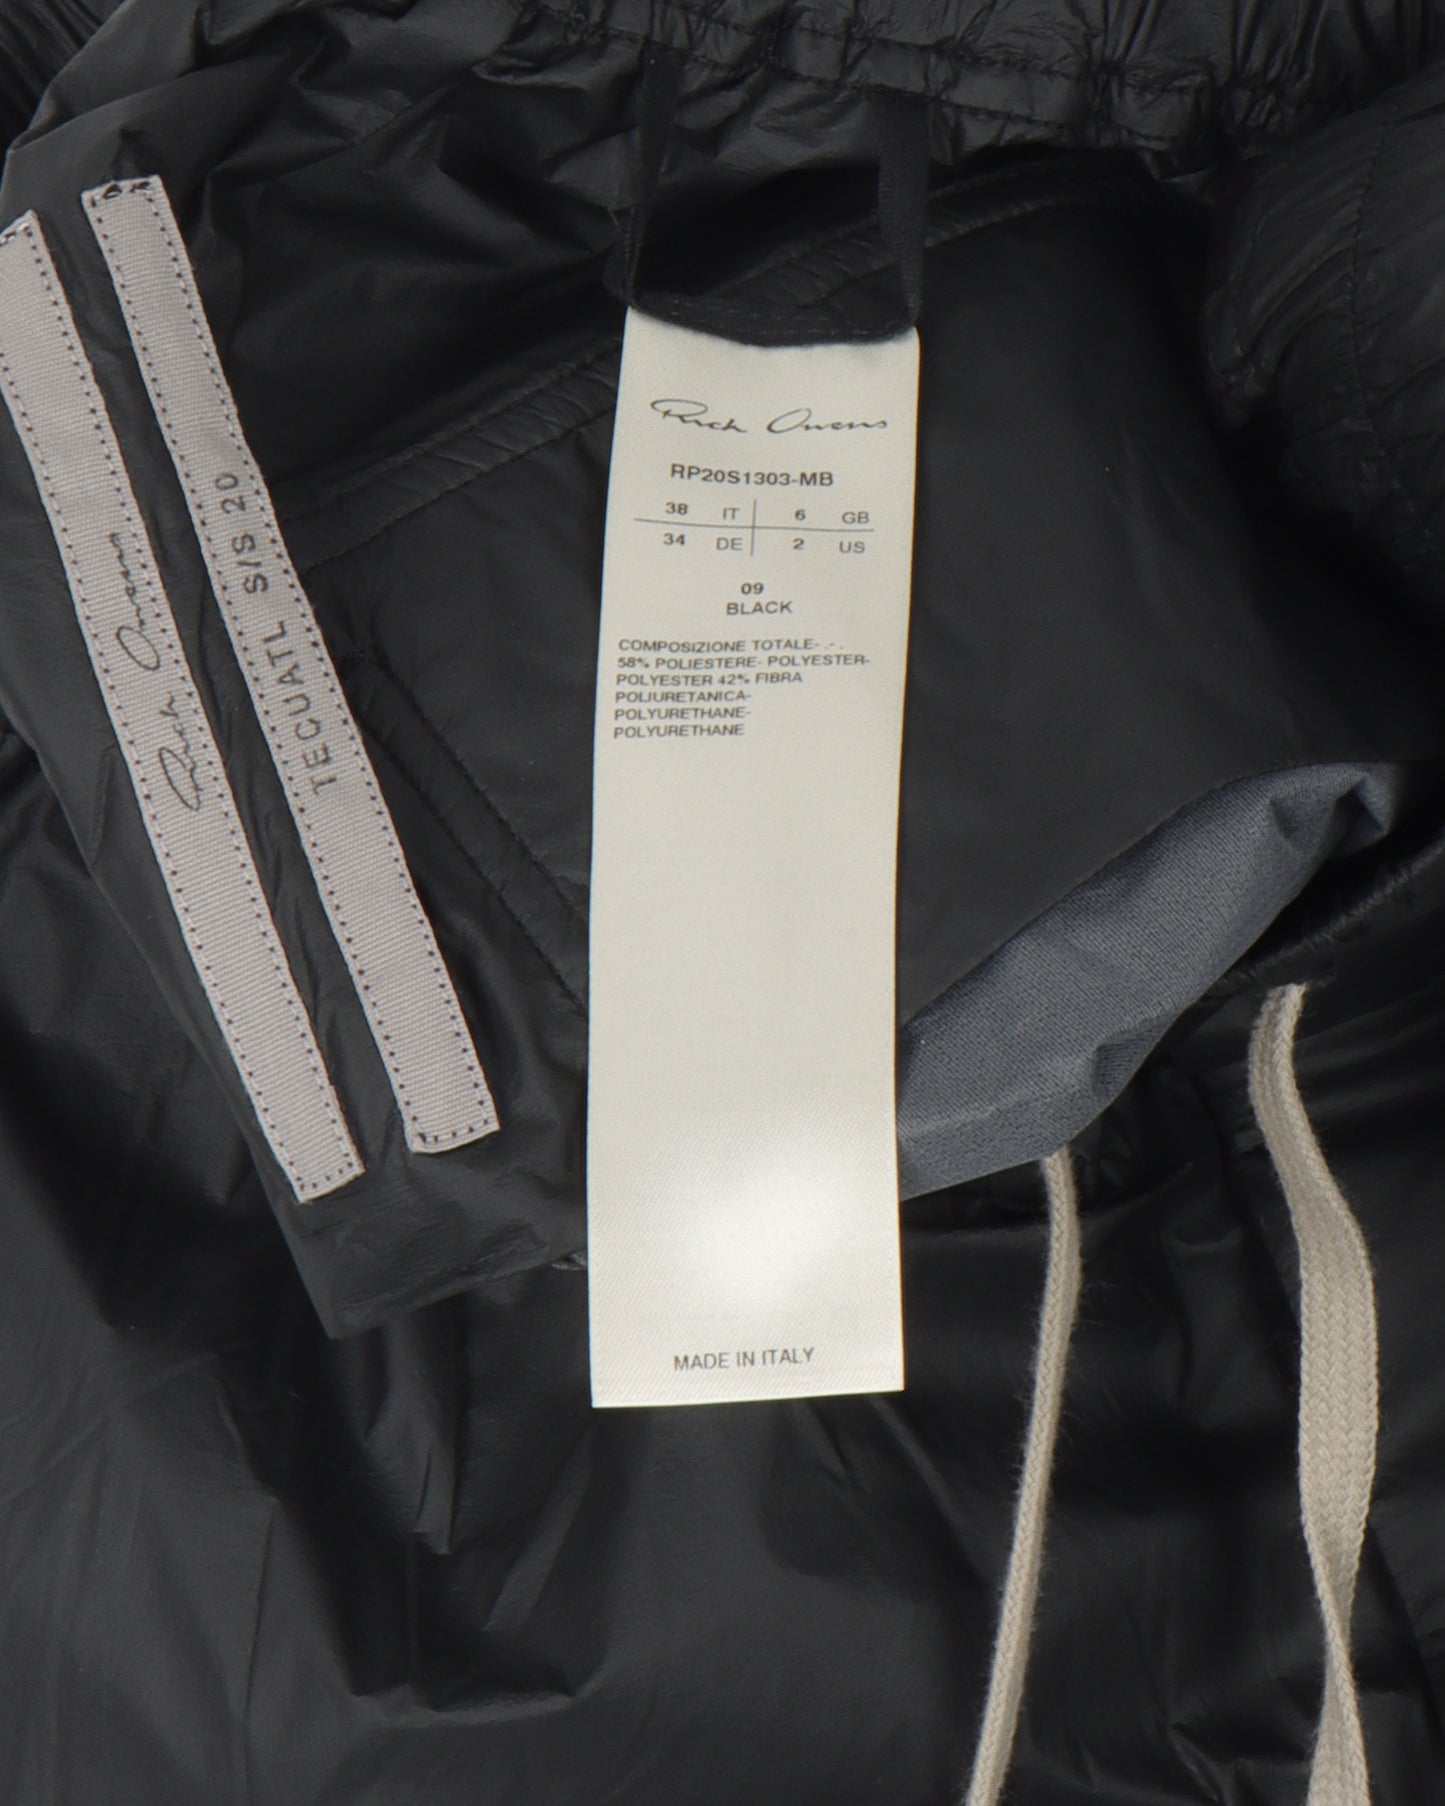 Rick Owens
TECUATL S/S 20
Rick Owens
RP20S1303-MB
38 IT 6 GB
34 DE 2 US
09
BLACK
COMPOSIZIONE TOTALE- .- .
58% POLIESTERE- POLYESTER-
POLYESTER 42% FIBRA
POLIURETANICA-
POLYURETHANE-
POLYURETHANE
MADE IN ITALY